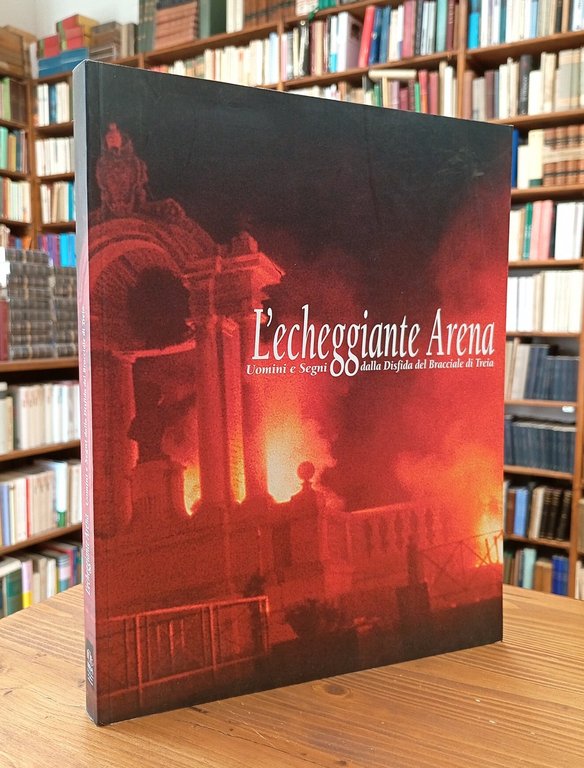 L'echeggiante Arena
Uomini e Segni dalla Disfida del Bracciale di Treia